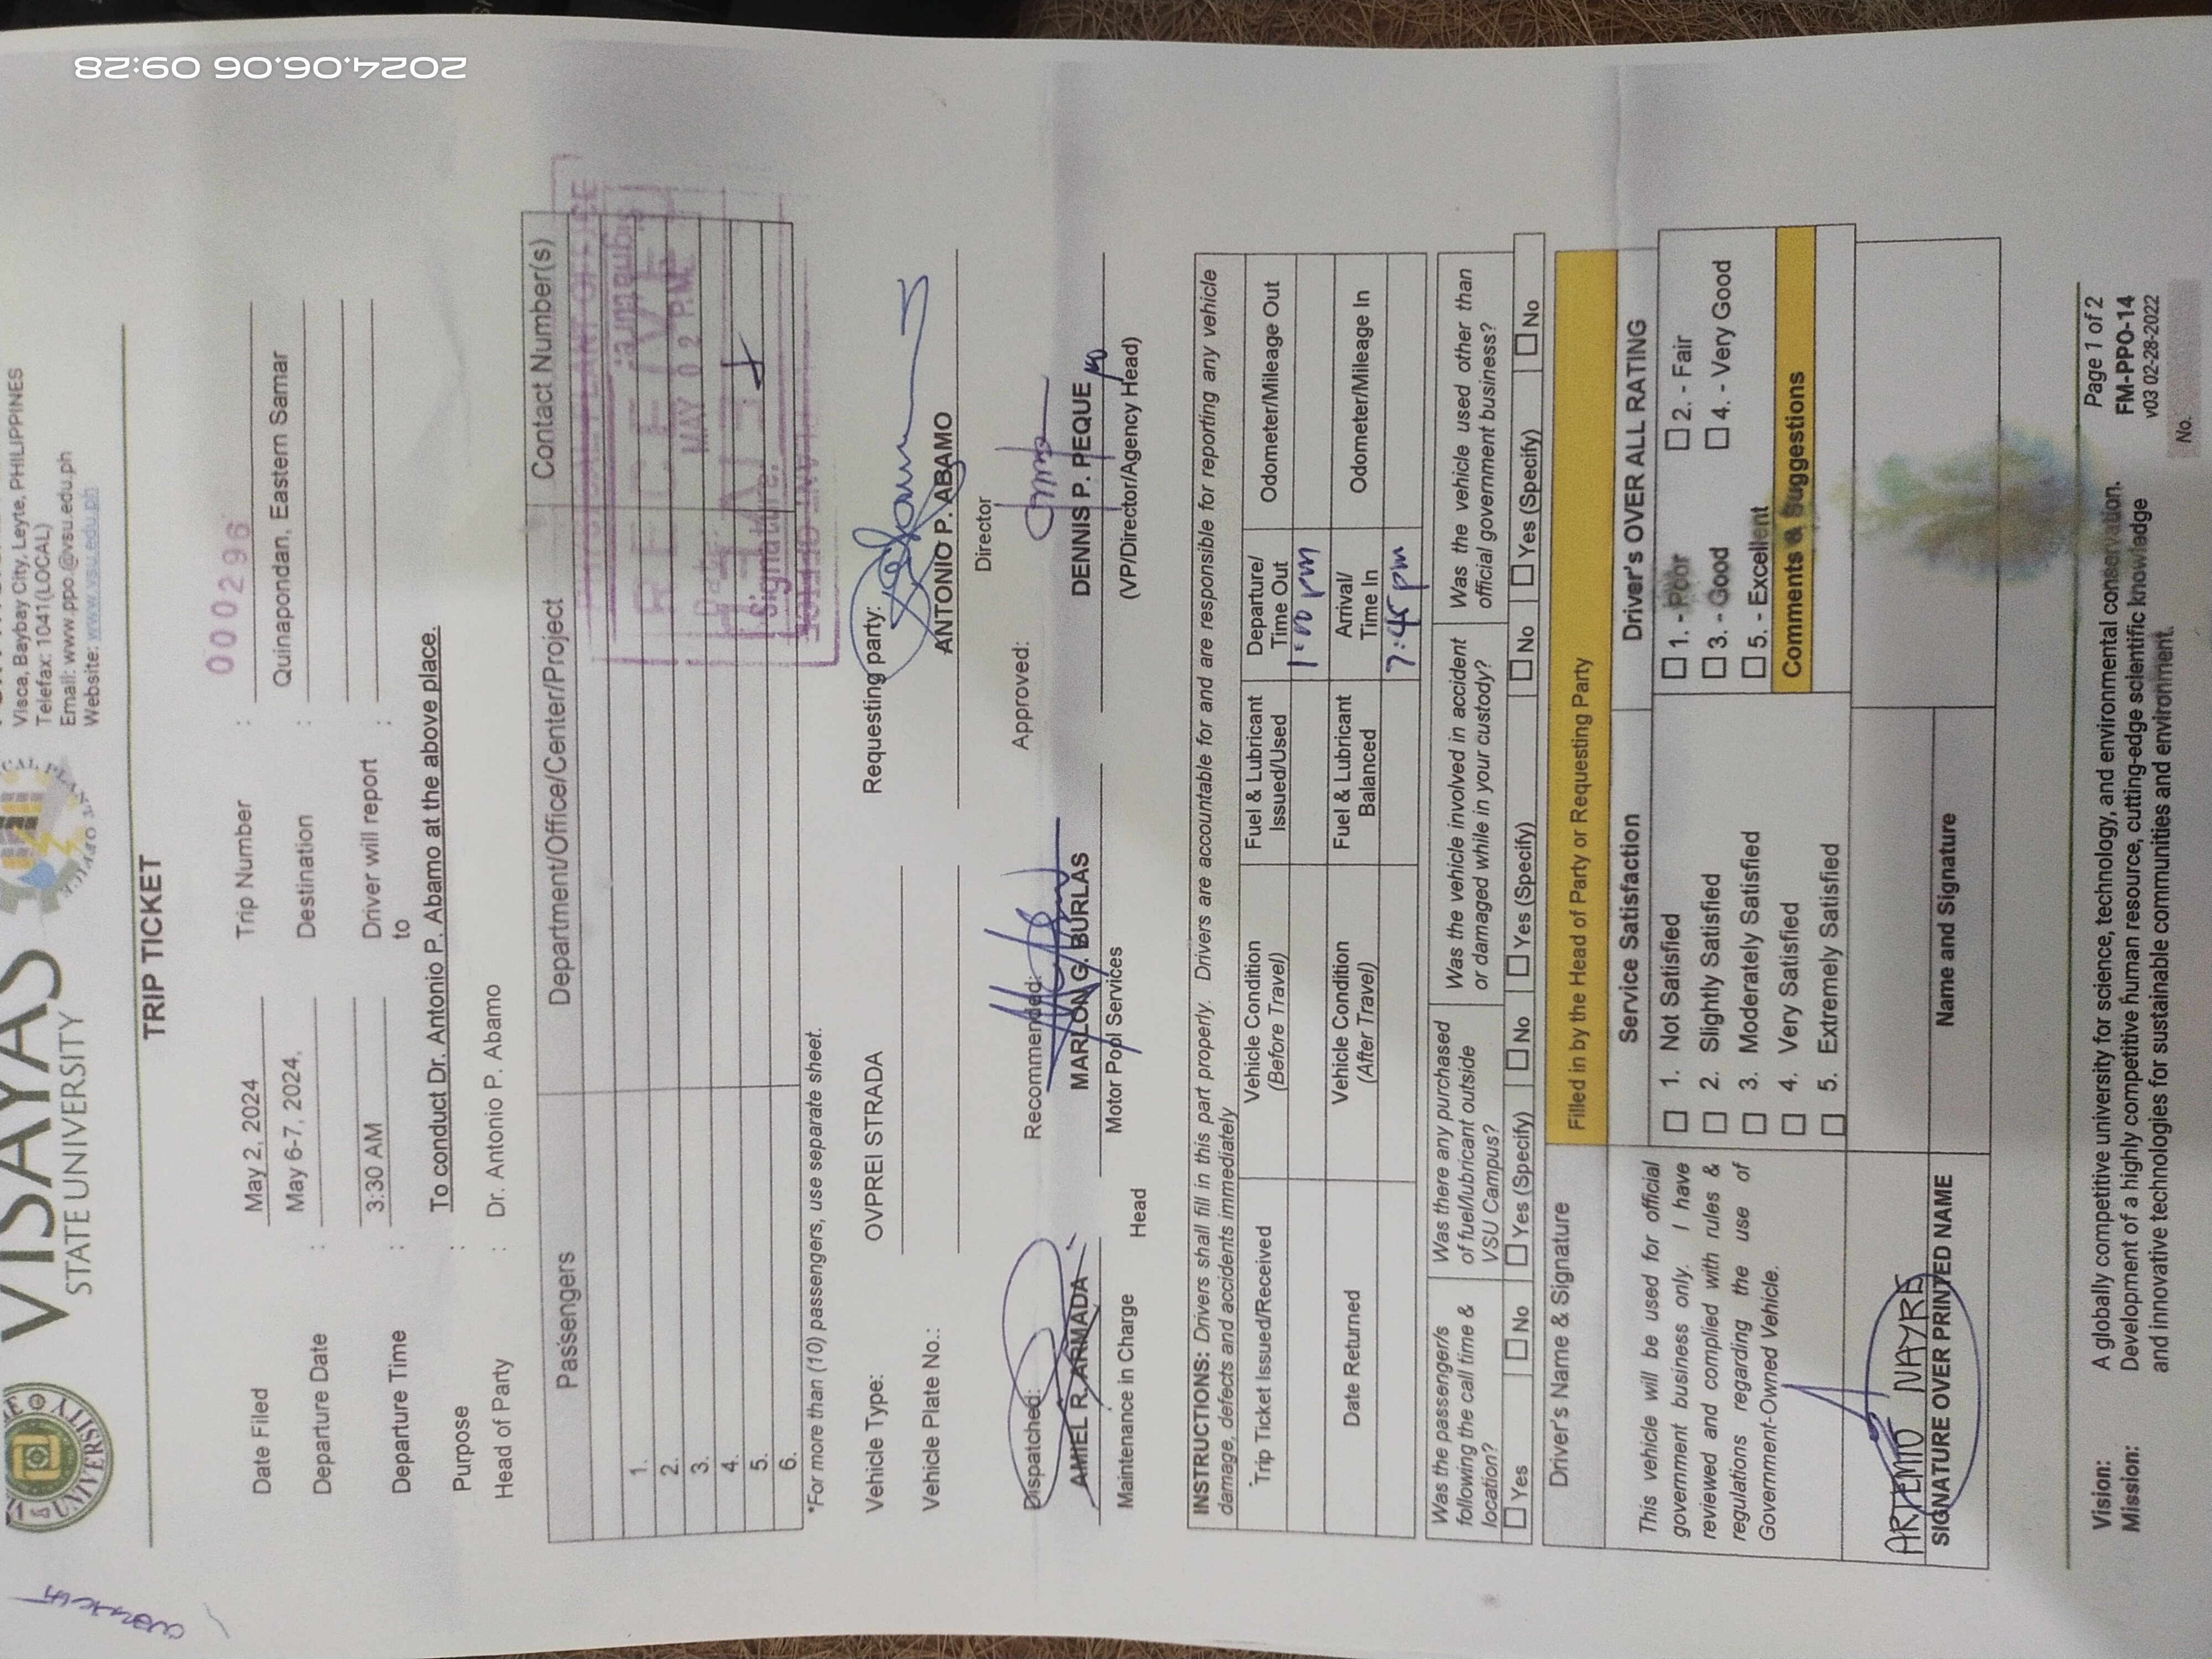 2024.06.06 09:28
VISAYAS
STATE UNIVERSITY
Visca, Baybay City, Leyte, PHILIPPINES
Telefax: 1041(LOCAL)
Email: www.ppo.@vsu.edu.ph
Website: www.vsu.edu.ph
TRIP TICKET
Date Filed May 2, 2024 Trip Number : 000296
Departure Date : May 6-7, 2024, Destination : Quinapondan, Eastern Samar
Departure Time : 3:30 AM Driver will report to :
Purpose : To conduct Dr. Antonio P. Abamo at the above place.
Head of Party : Dr. Antonio P. Abamo
Passengers Department/Office/Center/Project Contact Number(s)
1.
2.
3.
4.
5.
6.
MAY 02
Signature:
*For more than (10) passengers, use separate sheet.
Vehicle Type: OVPREI STRADA Requesting party:
Vehicle Plate No.: ANTONIO P. ABAMO
Director
Dispatched: Recommended: Approved:
AMIEL R. ARMADA MARLON G. BURLAS DENNIS P. PEQUE
Maintenance in Charge Head Motor Pool Services (VP/Director/Agency Head)
INSTRUCTIONS: Drivers shall fill in this part properly. Drivers are accountable for and are responsible for reporting any vehicle
damage, defects and accidents immediately
Trip Ticket Issued/Received Vehicle Condition (Before Travel) Fuel & Lubricant Issued/Used Departure/ Time Out Odometer/Mileage Out
1:00 pm
Date Returned Vehicle Condition (After Travel) Fuel & Lubricant Balanced Arrival/ Time In Odometer/Mileage In
7:45 pm
Was the passenger/s following the call time & location? Was there any purchased of fuel/lubricant outside VSU Campus? Was the vehicle involved in accident or damaged while in your custody? Was the vehicle used other than official government business?
Yes No Yes (Specify) No Yes (Specify) No Yes (Specify) No
Driver's Name & Signature Filled in by the Head of Party or Requesting Party
Service Satisfaction Driver's OVER ALL RATING
This vehicle will be used for official
government business only. I have
reviewed and complied with rules &
regulations regarding the use of
Government-Owned Vehicle.
1. Not Satisfied
2. Slightly Satisfied
3. Moderately Satisfied
4. Very Satisfied
5. Extremely Satisfied
1. - Poor 2. - Fair
3. - Good 4. - Very Good
5. - Excellent
Comments & Suggestions
ARTEMIO NAYRE
SIGNATURE OVER PRINTED NAME Name and Signature
Vision: A globally competitive university for science, technology, and environmental conservation.
Mission: Development of a highly competitive human resource, cutting-edge scientific knowledge
and innovative technologies for sustainable communities and environment.
Page 1 of 2
FM-PPO-14
v03 02-28-2022
No.